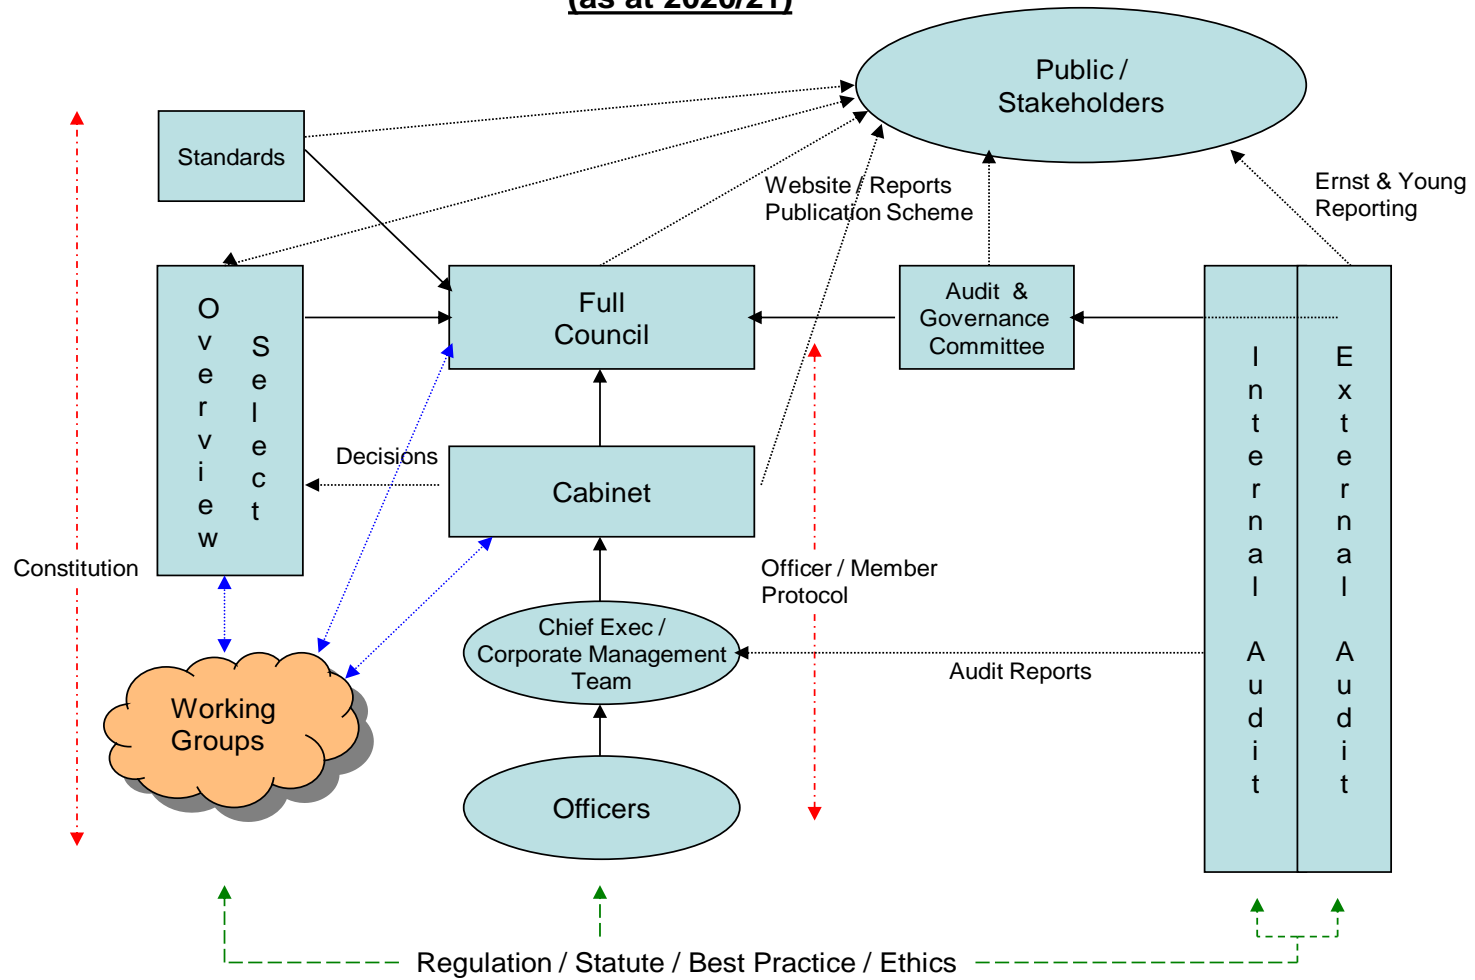 (as at 2020/21)
Public /
Stakeholders
Standards
Website / Reports
Publication Scheme
Ernst & Young
Reporting
Overview
Select
Full
Council
Audit & 
Governance
Committee
Internal Audit
External Audit
Decisions
Cabinet
Constitution
Officer / Member
Protocol
Chief Exec /
Corporate Management
Team
Audit Reports
Working
Groups
Officers
Regulation / Statute / Best Practice / Ethics